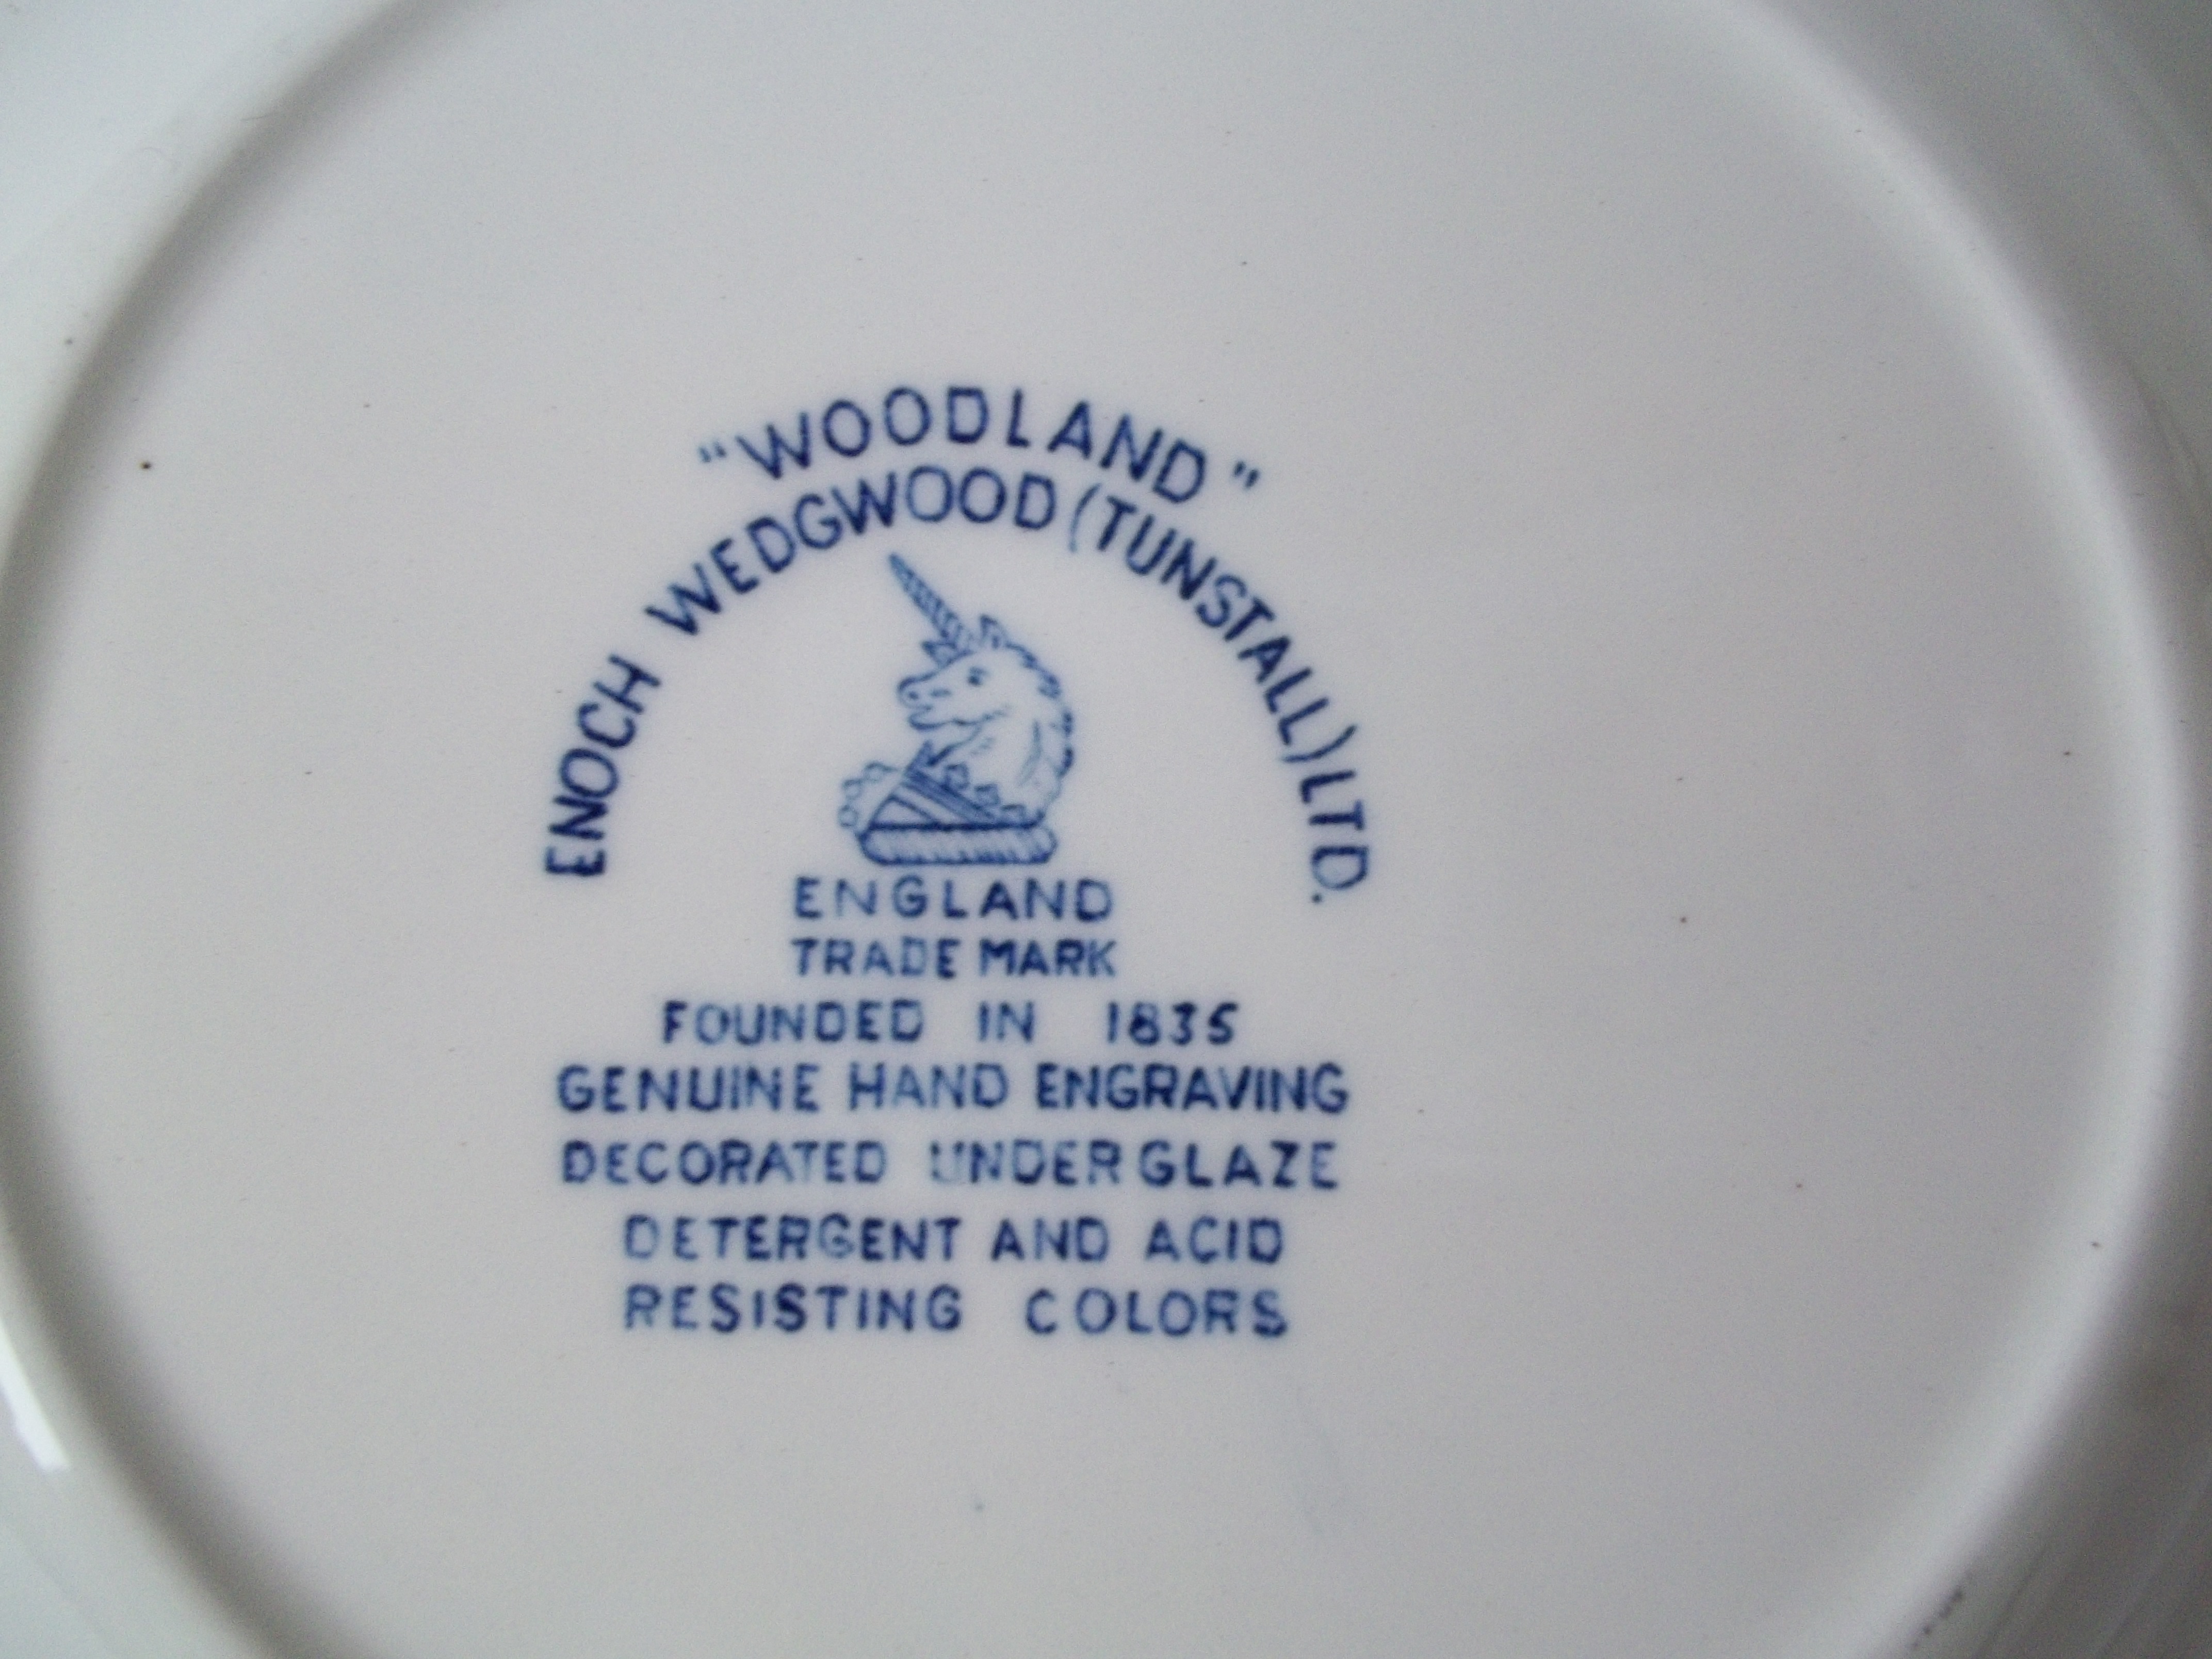 "WOODLAND"
ENOCH WEDGWOOD (TUNSTALL) LTD.
ENGLAND
TRADE MARK
FOUNDED IN 1835
GENUINE HAND ENGRAVING
DECORATED UNDERGLAZE
DETERGENT AND ACID
RESISTING COLORS